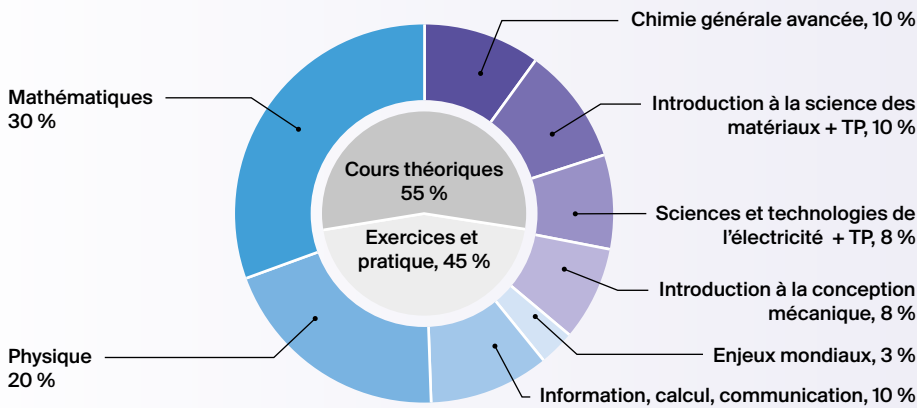 Chimie générale avancée, 10 %
Mathématiques
30 %
Introduction à la science des
matériaux + TP, 10 %
Cours théoriques
55 %
Sciences et technologies de
l'électricité + TP, 8 %
Exercices et
pratique, 45 %
Introduction à la conception
mécanique, 8 %
Physique
20 %
Enjeux mondiaux, 3 %
Information, calcul, communication, 10 %